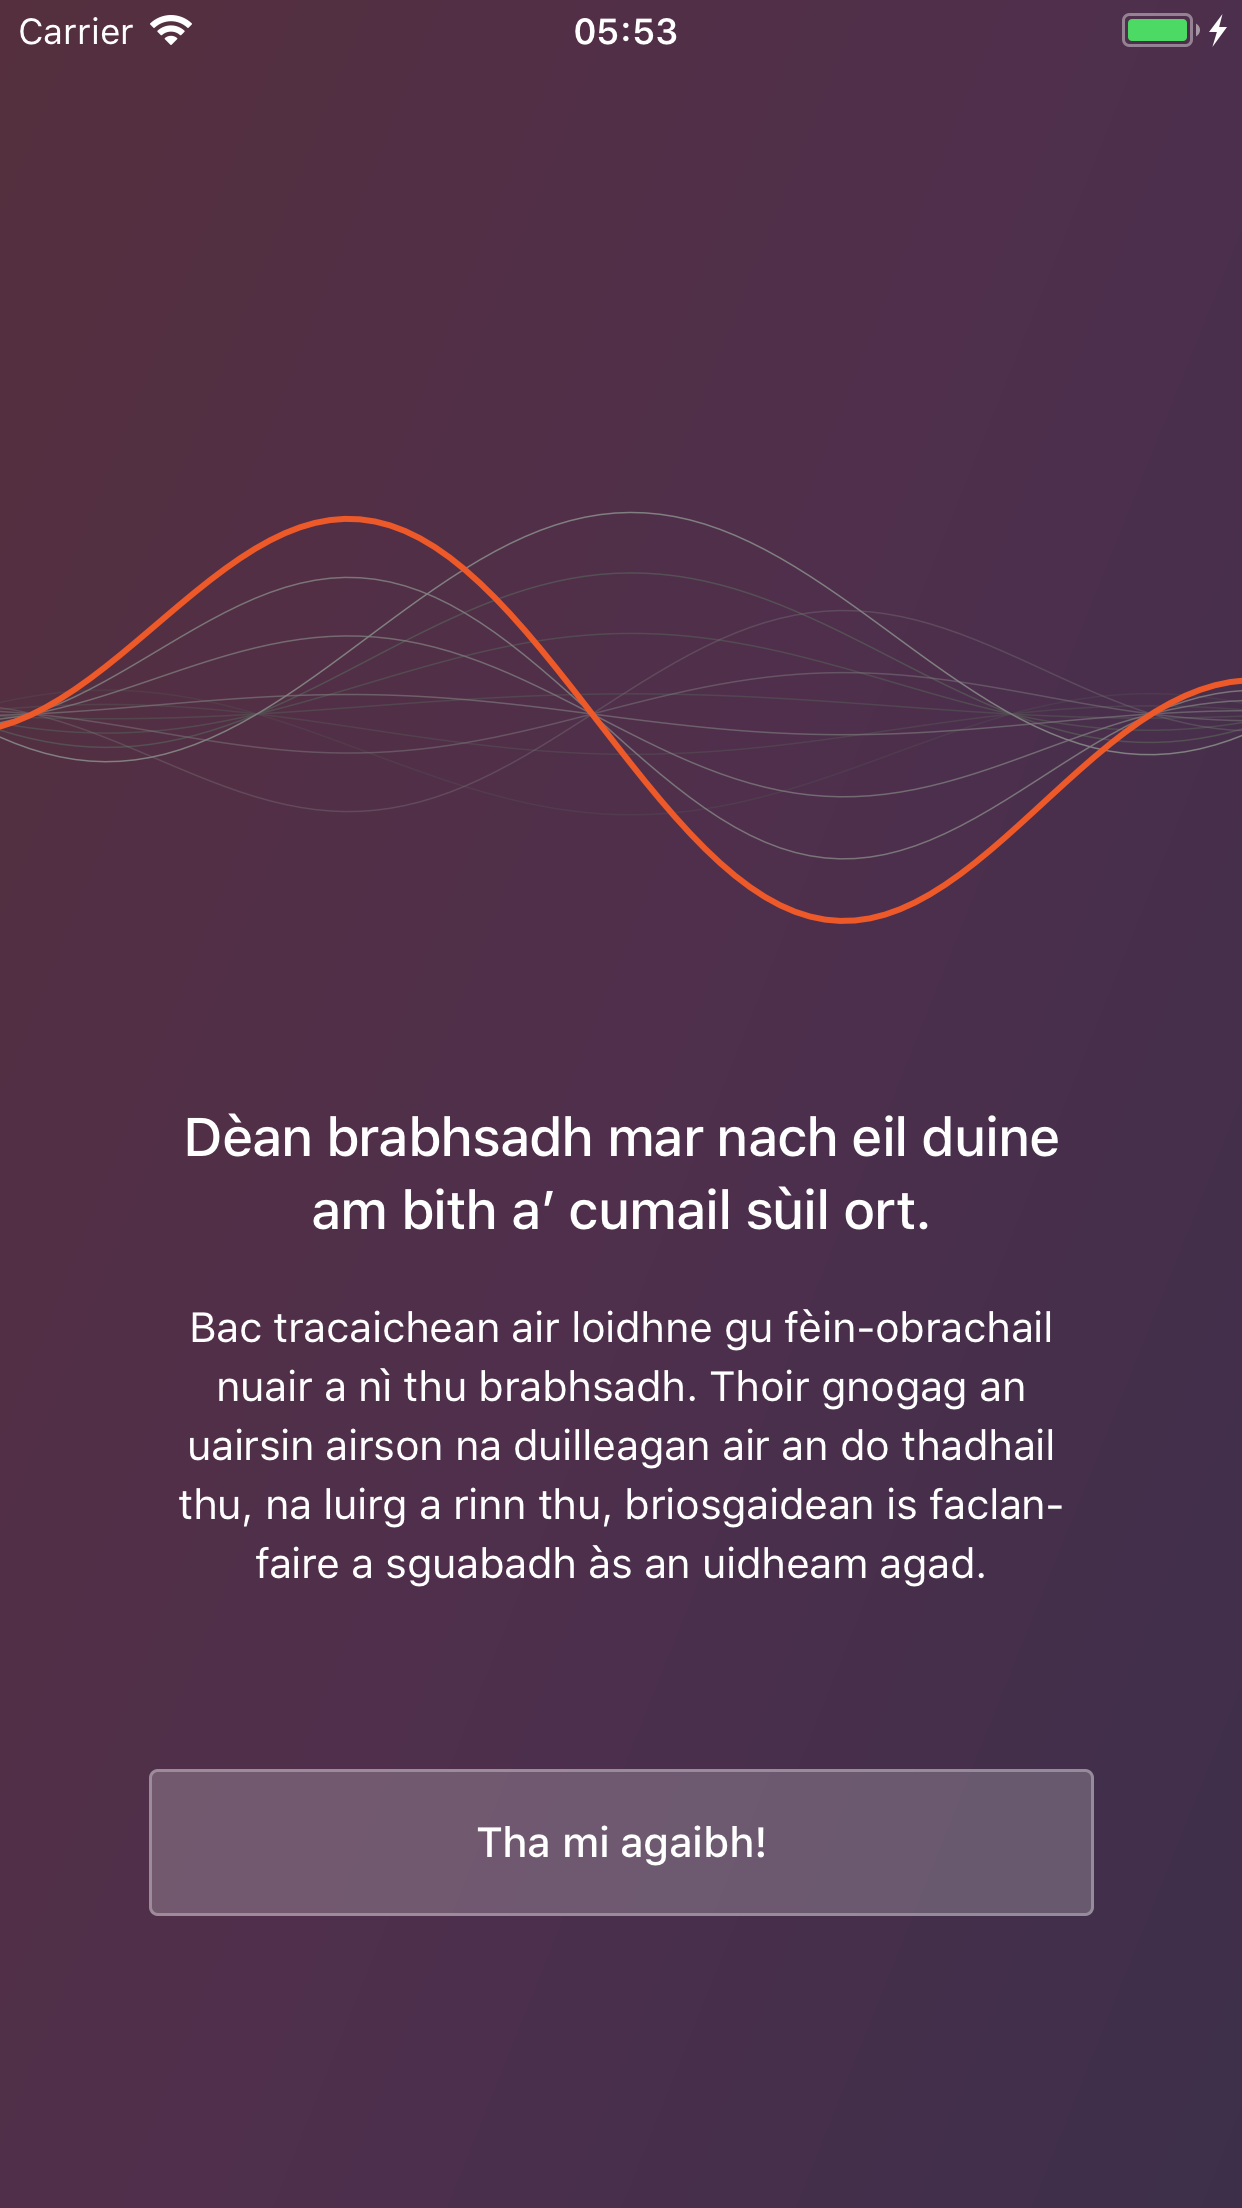 Carrier 05:53
Dèan brabhsadh mar nach eil duine
am bith a’ cumail sùil ort.
Bac tracaichean air loidhne gu fèin-obrachail
nuair a nì thu brabhsadh. Thoir gnogag an
uairsin airson na duilleagan air an do thadhail
thu, na luirg a rinn thu, briosgaidean is faclan-
faire a sguabadh às an uidheam agad.
Tha mi agaibh!